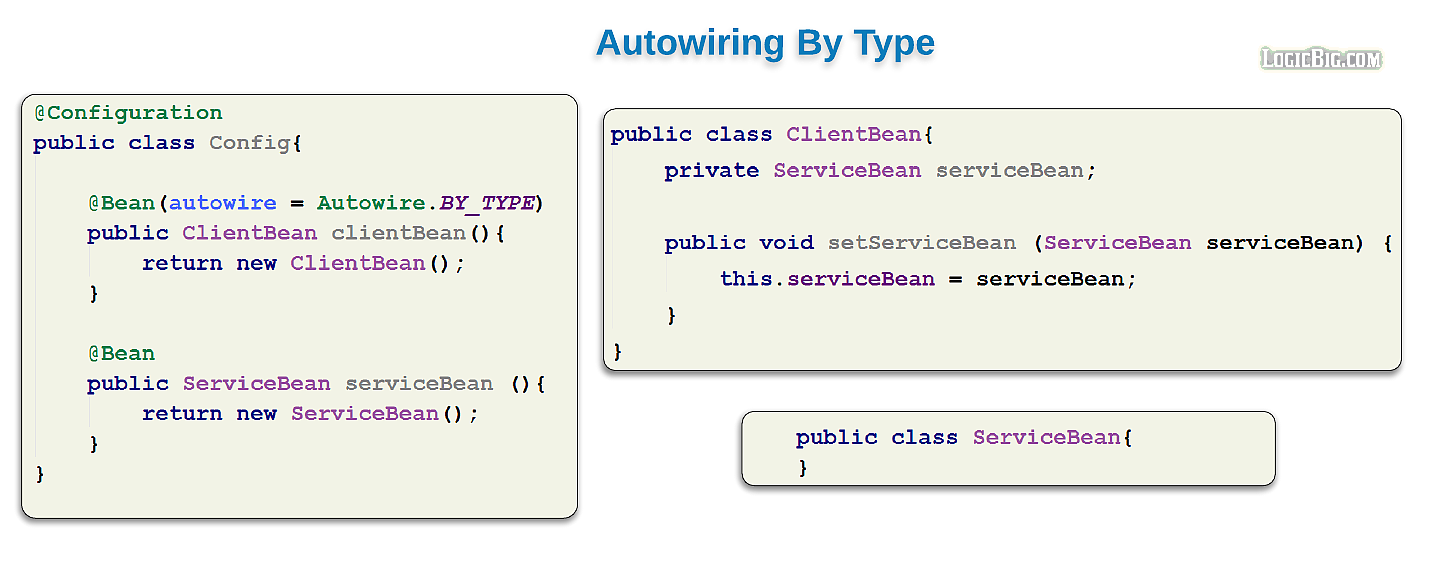 Autowiring By Type
LogicBig.com
@Configuration
public class Config{
@Bean(autowire = Autowire.BY_TYPE)
public ClientBean clientBean(){
return new ClientBean();
}
@Bean
public ServiceBean serviceBean (){
return new ServiceBean();
}
}
public class ClientBean{
private ServiceBean serviceBean;
public void setServiceBean (ServiceBean serviceBean) {
this.serviceBean = serviceBean;
}
}
public class ServiceBean{
}